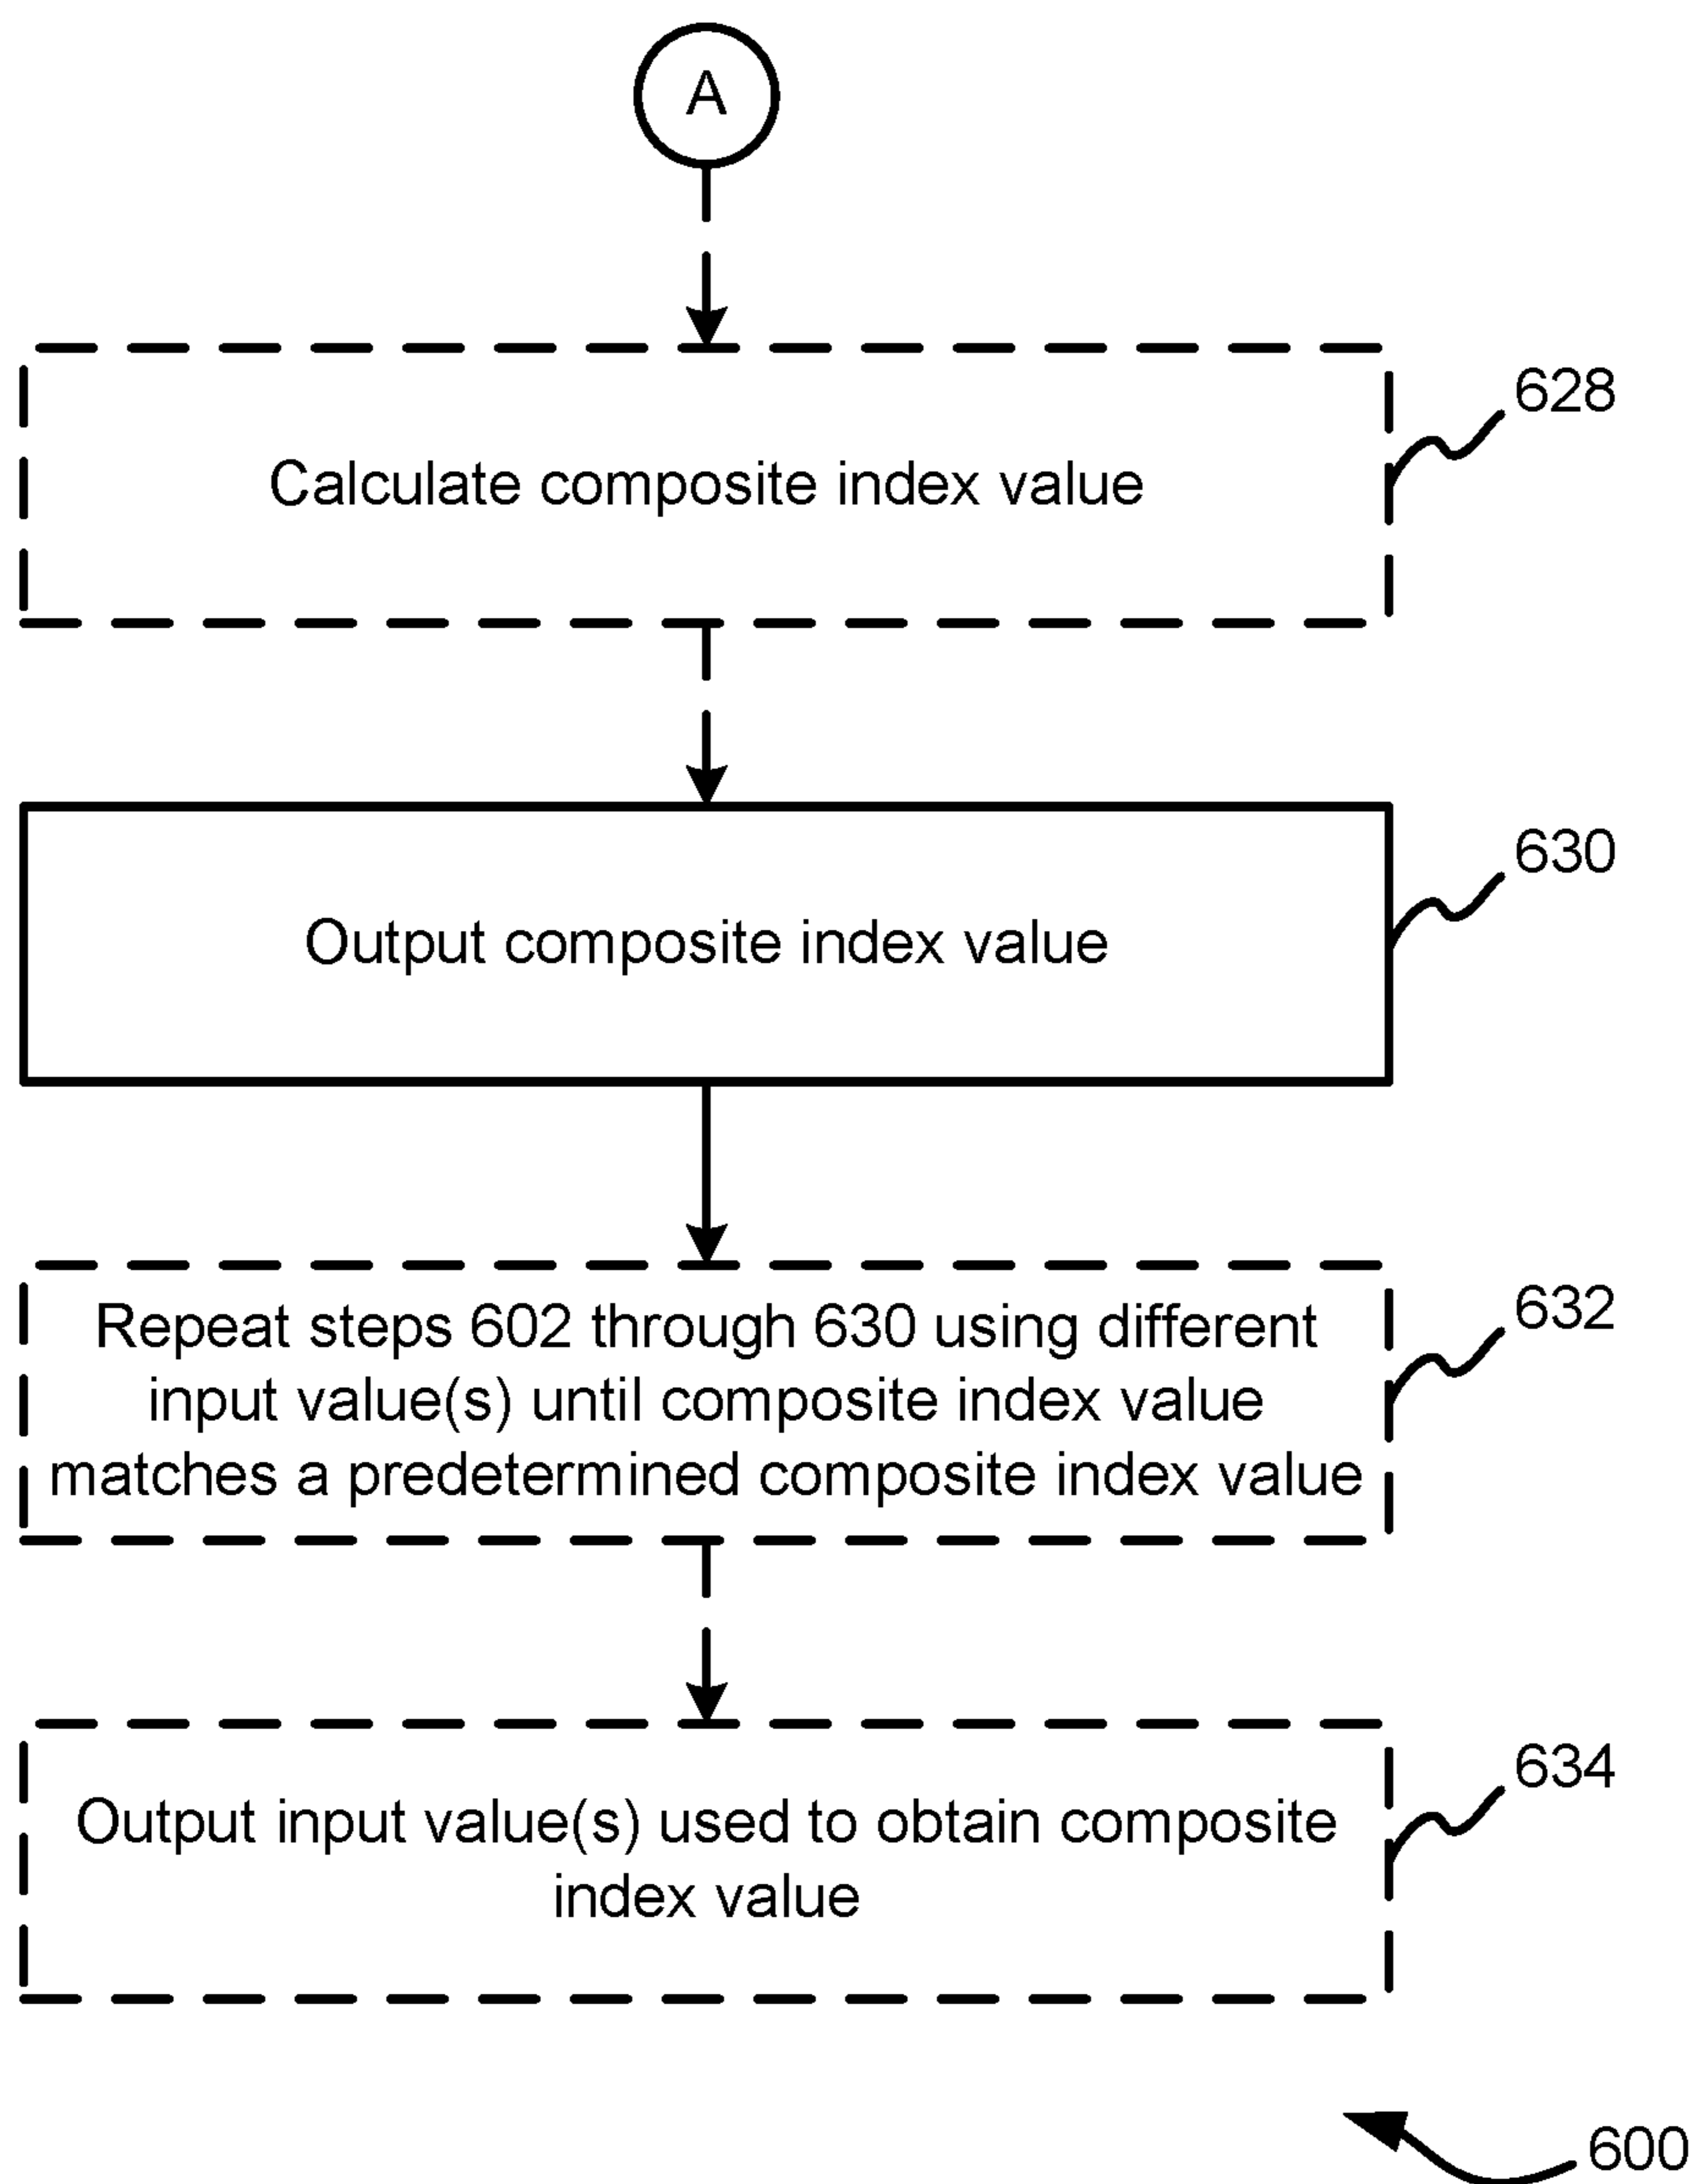 A
628
Calculate composite index value
630
Output composite index value
632
Repeat steps 602 through 630 using different
input value(s) until composite index value
matches a predetermined composite index value
634
Output input value(s) used to obtain composite
index value
600